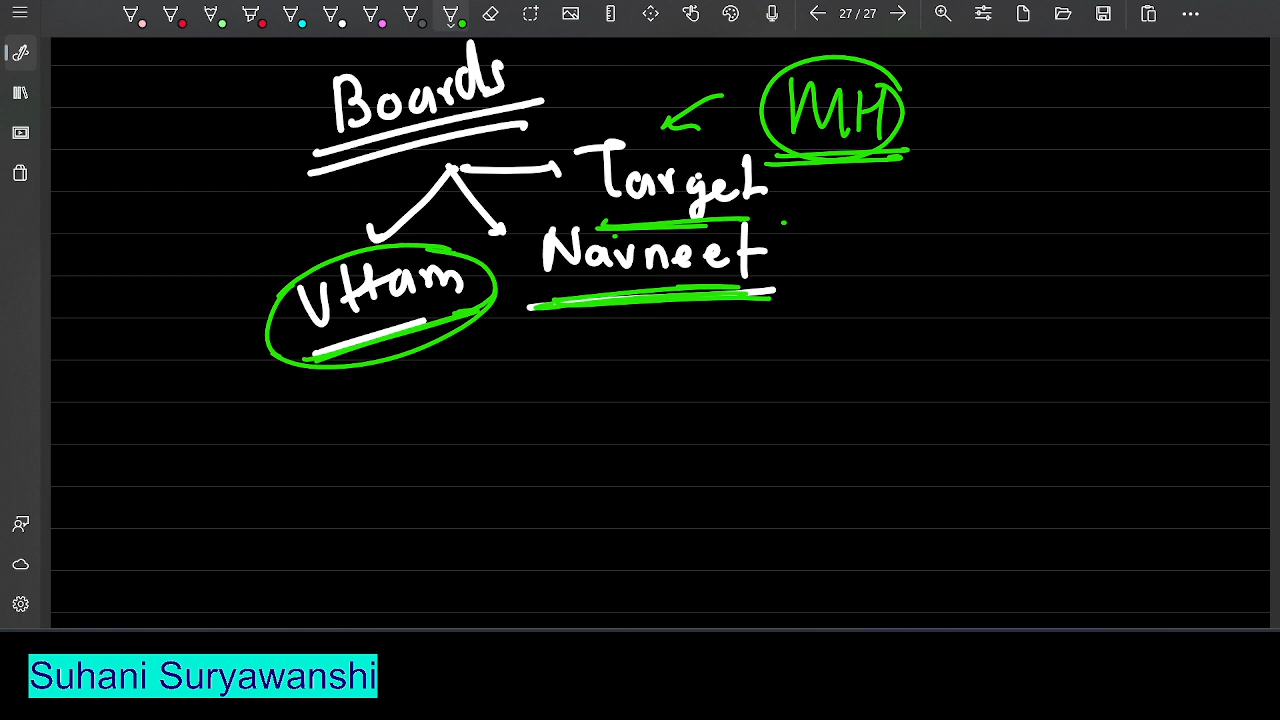 27 / 27
Boards
MH
Target
Navneet
Uttam
Suhani Suryawanshi